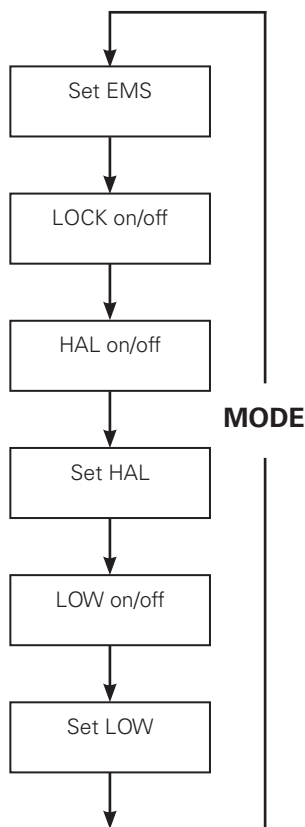 Set EMS
LOCK on/off
HAL on/off
Set HAL
LOW on/off
Set LOW
MODE